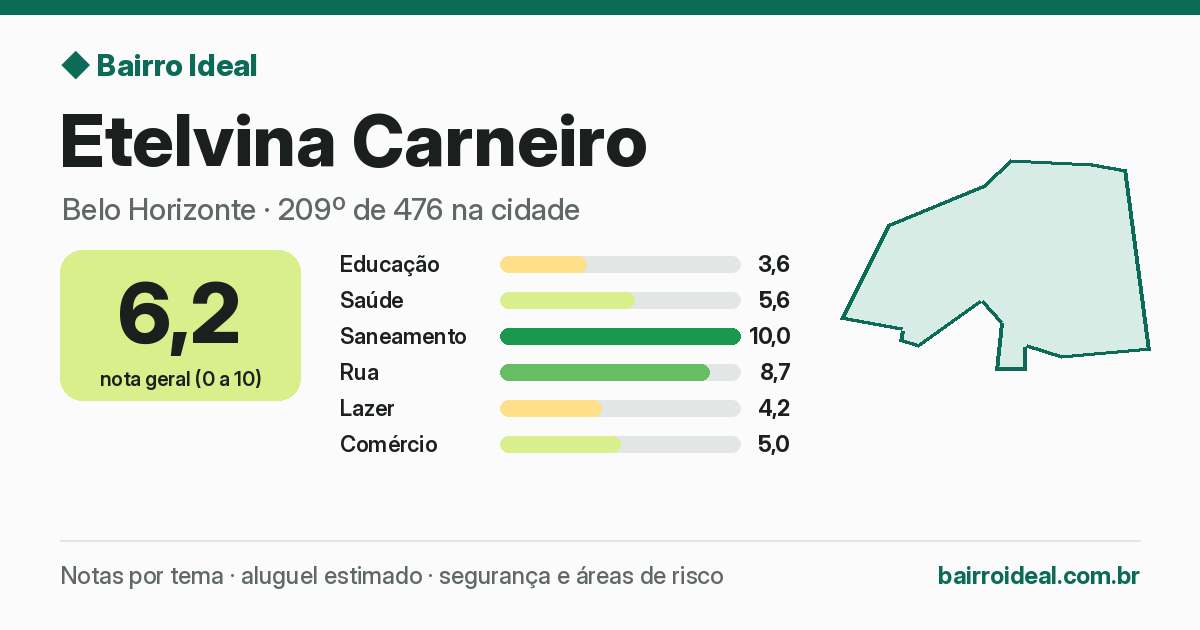 Bairro Ideal
Etelvina Carneiro
Belo Horizonte · 209º de 476 na cidade
6,2
nota geral (0 a 10)
Educação 3,6
Saúde 5,6
Saneamento 10,0
Rua 8,7
Lazer 4,2
Comércio 5,0
Notas por tema · aluguel estimado · segurança e áreas de risco
bairroideal.com.br